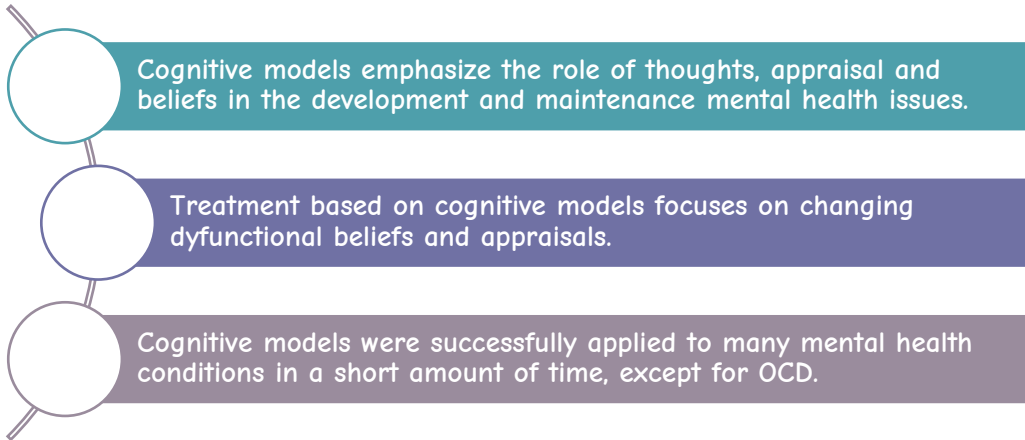 Cognitive models emphasize the role of thoughts, appraisal and
beliefs in the development and maintenance mental health issues.
Treatment based on cognitive models focuses on changing
dyfunctional beliefs and appraisals.
Cognitive models were successfully applied to many mental health
conditions in a short amount of time, except for OCD.